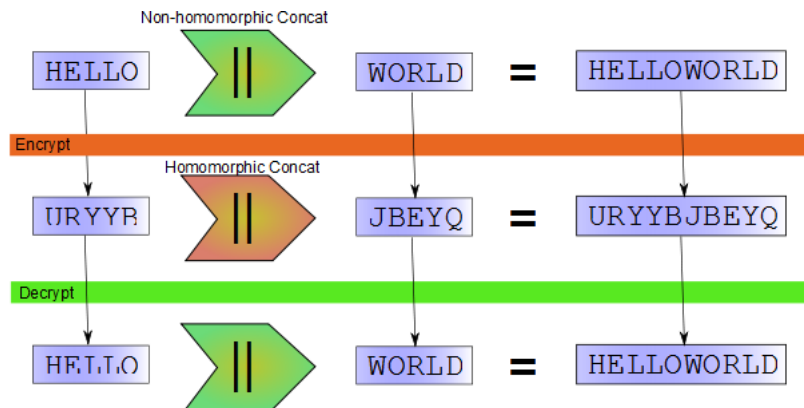 Non-homomorphic Concat
HELLO || WORLD = HELLOWORLD
Encrypt
Homomorphic Concat
URYYB || JBEYQ = URYYBJBEYQ
Decrypt
HELLO || WORLD = HELLOWORLD